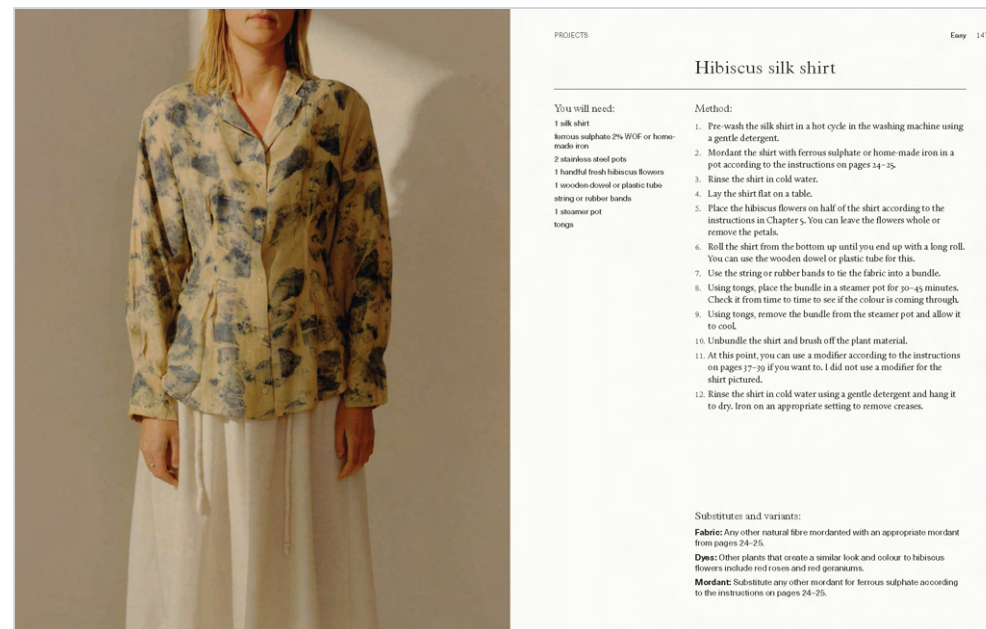 PROJECTS
Easy 147
Hibiscus silk shirt
You will need:
1 silk shirt
ferrous sulphate 2% WOF or home-
made iron
2 stainless steel pots
1 handful fresh hibiscus flowers
1 wooden dowel or plastic tube
string or rubber bands
1 steamer pot
tongs
Method:
1. Pre-wash the silk shirt in a hot cycle in the washing machine using
a gentle detergent.
2. Mordant the shirt with ferrous sulphate or home-made iron in a
pot according to the instructions on pages 24–25.
3. Rinse the shirt in cold water.
4. Lay the shirt flat on a table.
5. Place the hibiscus flowers on half of the shirt according to the
instructions in Chapter 5. You can leave the flowers whole or
remove the petals.
6. Roll the shirt from the bottom up until you end up with a long roll.
You can use the wooden dowel or plastic tube for this.
7. Use the string or rubber bands to tie the fabric into a bundle.
8. Using tongs, place the bundle in a steamer pot for 30–45 minutes.
Check it from time to time to see if the colour is coming through.
9. Using tongs, remove the bundle from the steamer pot and allow it
to cool.
10. Unbundle the shirt and brush off the plant material.
11. At this point, you can use a modifier according to the instructions
on pages 37–39 if you want to. I did not use a modifier for the
shirt pictured.
12. Rinse the shirt in cold water using a gentle detergent and hang it
to dry. Iron on an appropriate setting to remove creases.
Substitutes and variants:
Fabric: Any other natural fibre mordanted with an appropriate mordant
from pages 24–25.
Dyes: Other plants that create a similar look and colour to hibiscus
flowers include red roses and red geraniums.
Mordant: Substitute any other mordant for ferrous sulphate according
to the instructions on pages 24–25.